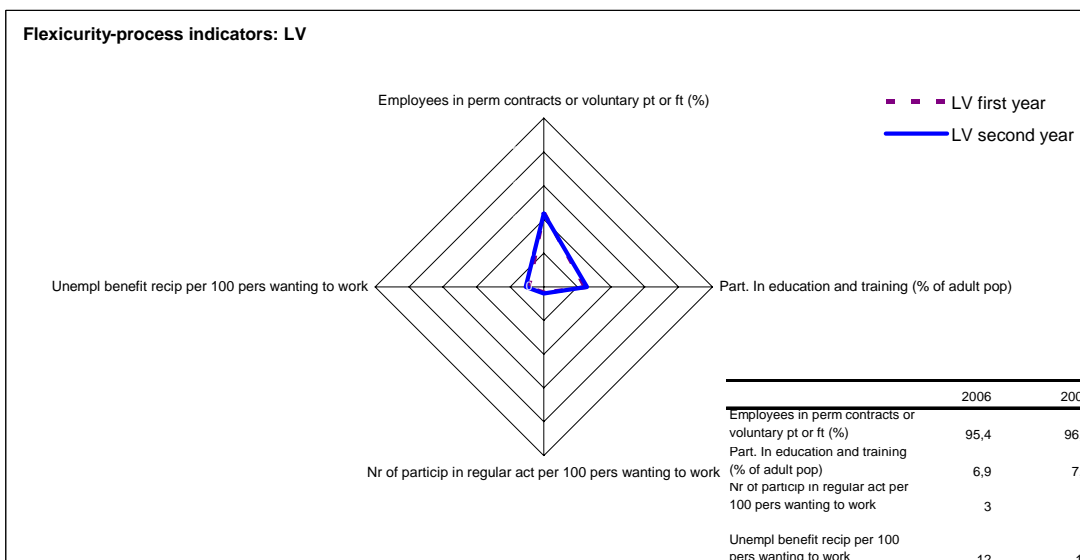 Flexicurity-process indicators: LV
Employees in perm contracts or voluntary pt or ft (%)
LV first year
LV second year
Unempl benefit recip per 100 pers wanting to work
0
Part. In education and training (% of adult pop)
Nr of particip in regular act per 100 pers wanting to work
2006
Employees in perm contracts or
voluntary pt or ft (%) 95,4
Part. In education and training
(% of adult pop) 6,9
Nr of particip in regular act per
100 pers wanting to work 3
Unempl benefit recip per 100
pers wanting to work 12